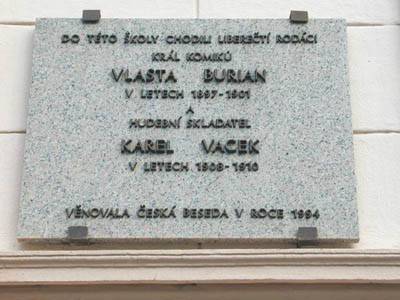 DO TÉTO ŠKOLY CHODILI LIBEREČTÍ RODÁCI
KRÁL KOMIKŮ
VLASTA BURIAN
V LETECH 1897-1901
A
HUDEBNÍ SKLADATEL
KAREL VACEK
V LETECH 1908-1910
VĚNOVALA ČESKÁ BESEDA V ROCE 1994